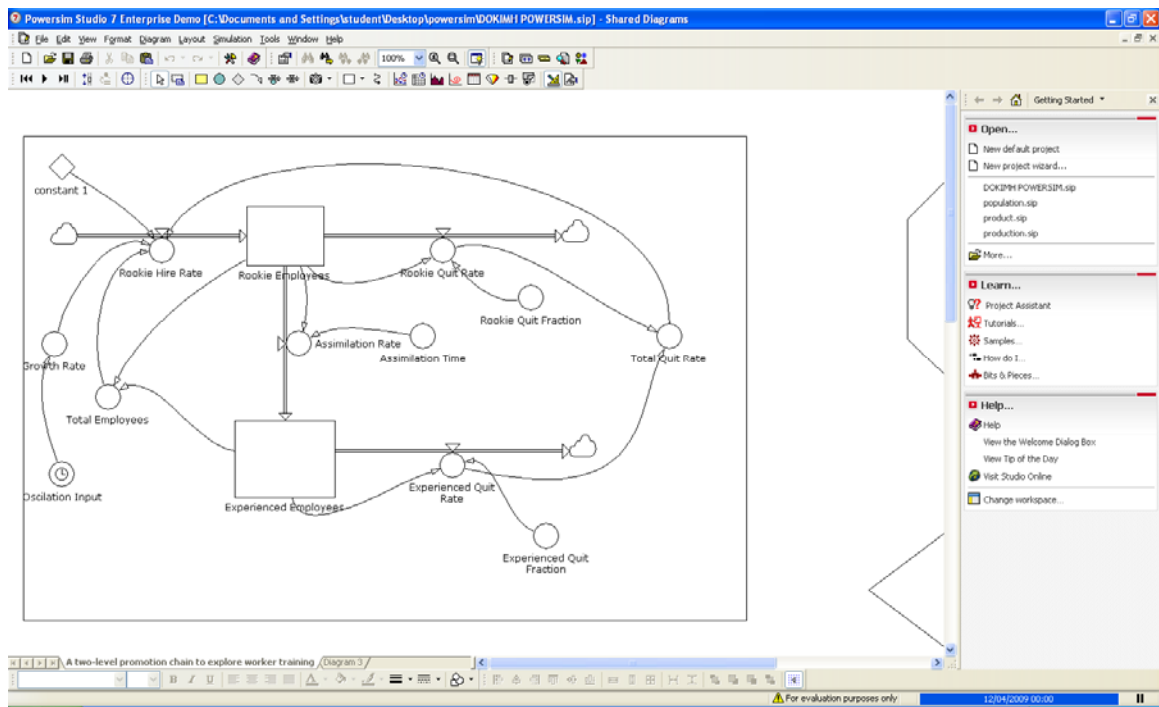 Powersim Studio 7 Enterprise Demo [C:\Documents and Settings\student\Desktop\powersim\DOKIMH POWERSIM.sip] - Shared Diagrams
File Edit View Format Diagram Layout Simulation Tools Window Help
100%
Getting Started
constant 1
Rookie Hire Rate
Rookie Employees
Rookie Quit Rate
Rookie Quit Fraction
Growth Rate
Assimilation Rate
Assimilation Time
Total Quit Rate
Total Employees
Oscilation Input
Experienced Employees
Experienced Quit
Rate
Experienced Quit
Fraction
Open...
New default project
New project wizard...
DOKIMH POWERSIM.sip
population.sip
product.sip
production.sip
More...
Learn...
Project Assistant
Tutorials...
Samples...
How do I...
Bits & Pieces...
Help...
Help
View the Welcome Dialog Box
View Tip of the Day
Visit Studio Online
Change workspace...
A two-level promotion chain to explore worker training Diagram 3
B I U
For evaluation purposes only 12/04/2009 00:00